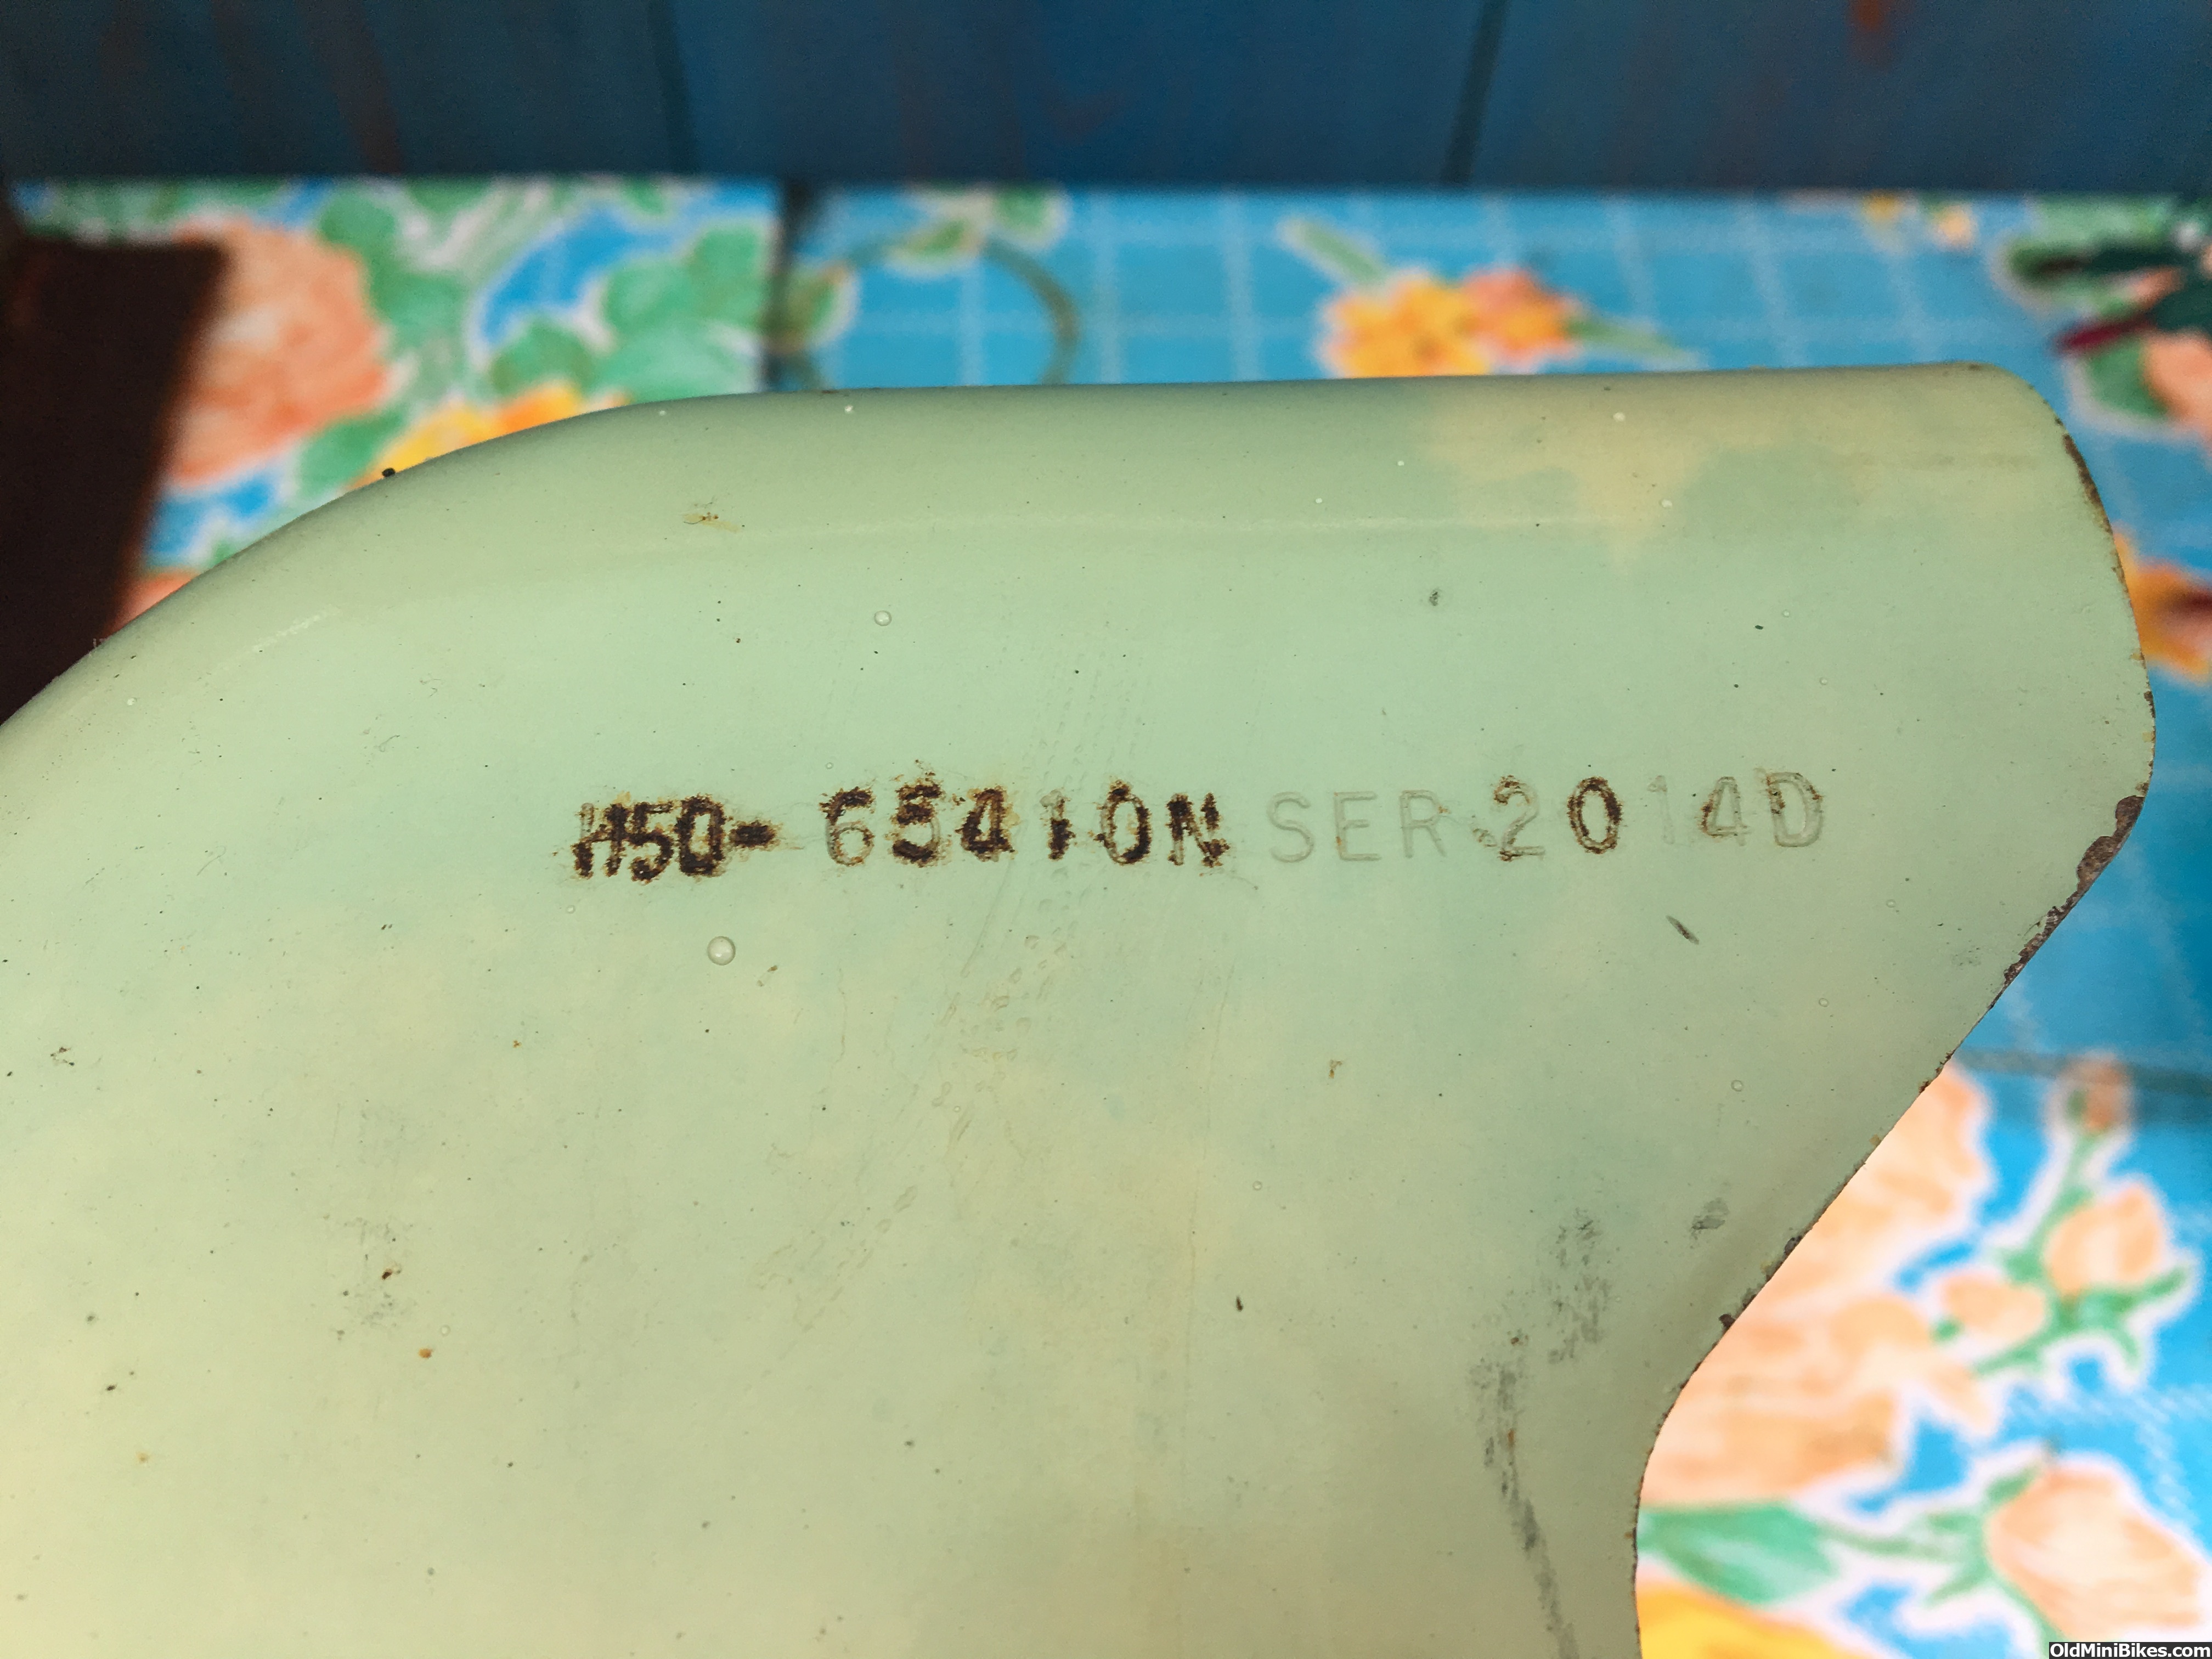 H50- 65410N SER 2014D
OldMiniBikes.com